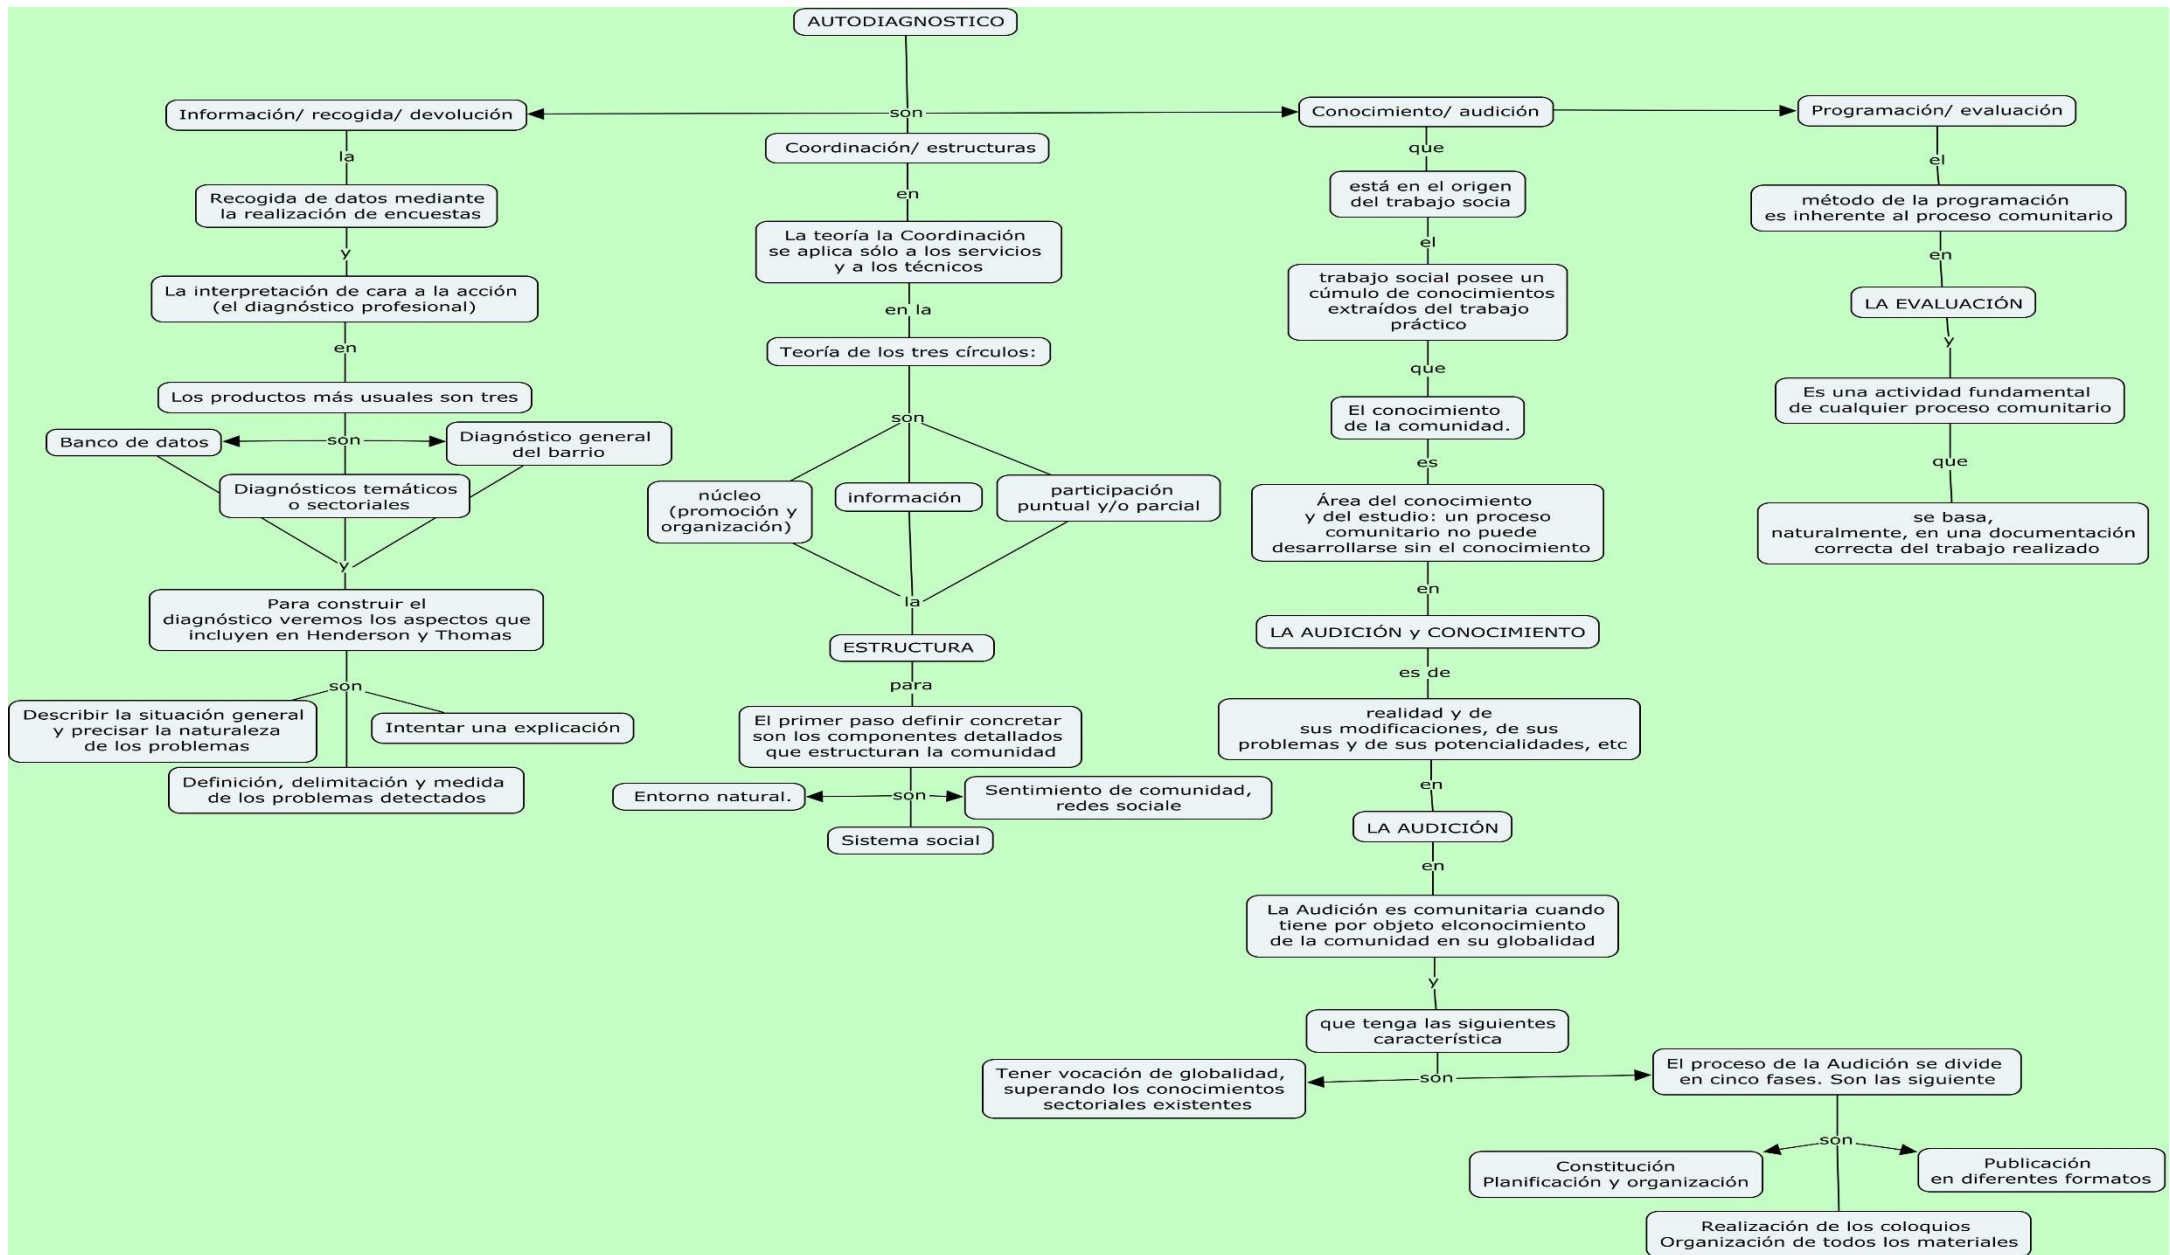 AUTODIAGNOSTICO
son
Información/ recogida/ devolución
la
Recogida de datos mediante
la realización de encuestas
y
La interpretación de cara a la acción
(el diagnóstico profesional)
en
Los productos más usuales son tres
son
Banco de datos
Diagnóstico general
del barrio
Diagnósticos temáticos
o sectoriales
y
Para construir el
diagnóstico veremos los aspectos que
incluyen en Henderson y Thomas
son
Describir la situación general
y precisar la naturaleza
de los problemas
Intentar una explicación
Definición, delimitación y medida
de los problemas detectados
Coordinación/ estructuras
en
La teoría la Coordinación
se aplica sólo a los servicios
y a los técnicos
en la
Teoría de los tres círculos:
son
núcleo
(promoción y
organización)
información
participación
puntual y/o parcial
la
ESTRUCTURA
para
El primer paso definir concretar
son los componentes detallados
que estructuran la comunidad
son
Entorno natural.
Sentimiento de comunidad,
redes sociale
Sistema social
Conocimiento/ audición
que
está en el origen
del trabajo socia
el
trabajo social posee un
cúmulo de conocimientos
extraídos del trabajo
práctico
que
El conocimiento
de la comunidad.
es
Área del conocimiento
y del estudio: un proceso
comunitario no puede
desarrollarse sin el conocimiento
en
LA AUDICIÓN y CONOCIMIENTO
es de
realidad y de
sus modificaciones, de sus
problemas y de sus potencialidades, etc
en
LA AUDICIÓN
en
La Audición es comunitaria cuando
tiene por objeto elconocimiento
de la comunidad en su globalidad
y
que tenga las siguientes
característica
son
Tener vocación de globalidad,
superando los conocimientos
sectoriales existentes
El proceso de la Audición se divide
en cinco fases. Son las siguiente
son
Constitución
Planificación y organización
Publicación
en diferentes formatos
Realización de los coloquios
Organización de todos los materiales
Programación/ evaluación
el
método de la programación
es inherente al proceso comunitario
en
LA EVALUACIÓN
y
Es una actividad fundamental
de cualquier proceso comunitario
que
se basa,
naturalmente, en una documentación
correcta del trabajo realizado